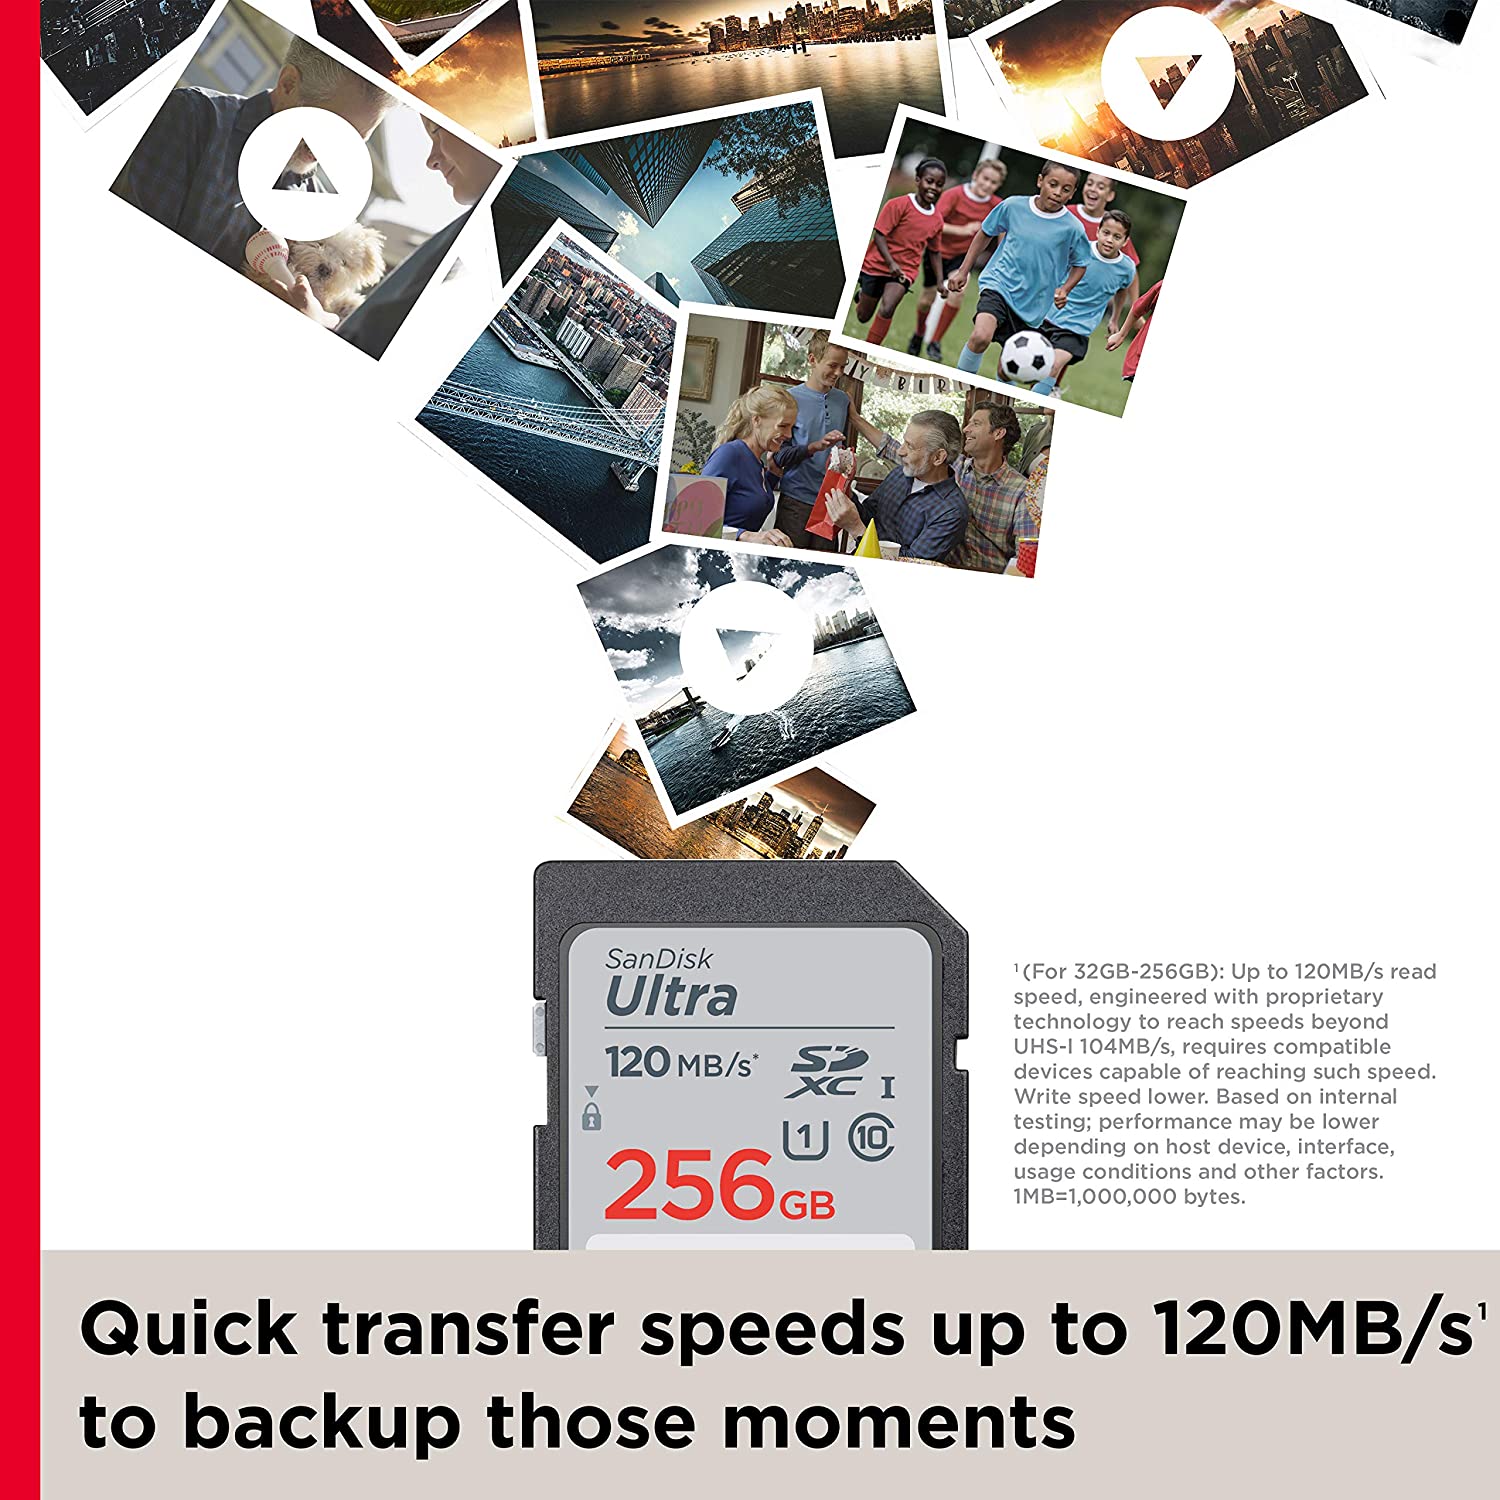 PY BIR
SanDisk
Ultra
120 MB/s*
SD XC I
1 10
256GB
¹ (For 32GB-256GB): Up to 120MB/s read
speed, engineered with proprietary
technology to reach speeds beyond
UHS-I 104MB/s, requires compatible
devices capable of reaching such speed.
Write speed lower. Based on internal
testing; performance may be lower
depending on host device, interface,
usage conditions and other factors.
1MB=1,000,000 bytes.
Quick transfer speeds up to 120MB/s¹
to backup those moments